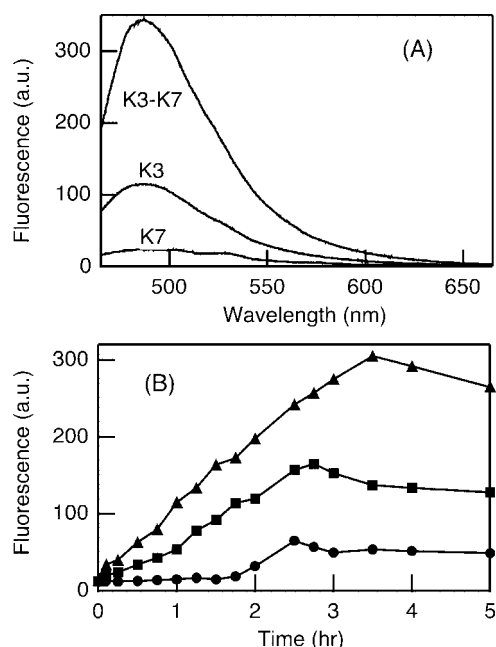 (A)
Fluorescence (a.u.)
300
200
100
0
K3-K7
K3
K7
500 550 600 650
Wavelength (nm)
(B)
Fluorescence (a.u.)
300
200
100
0
0 1 2 3 4 5
Time (hr)